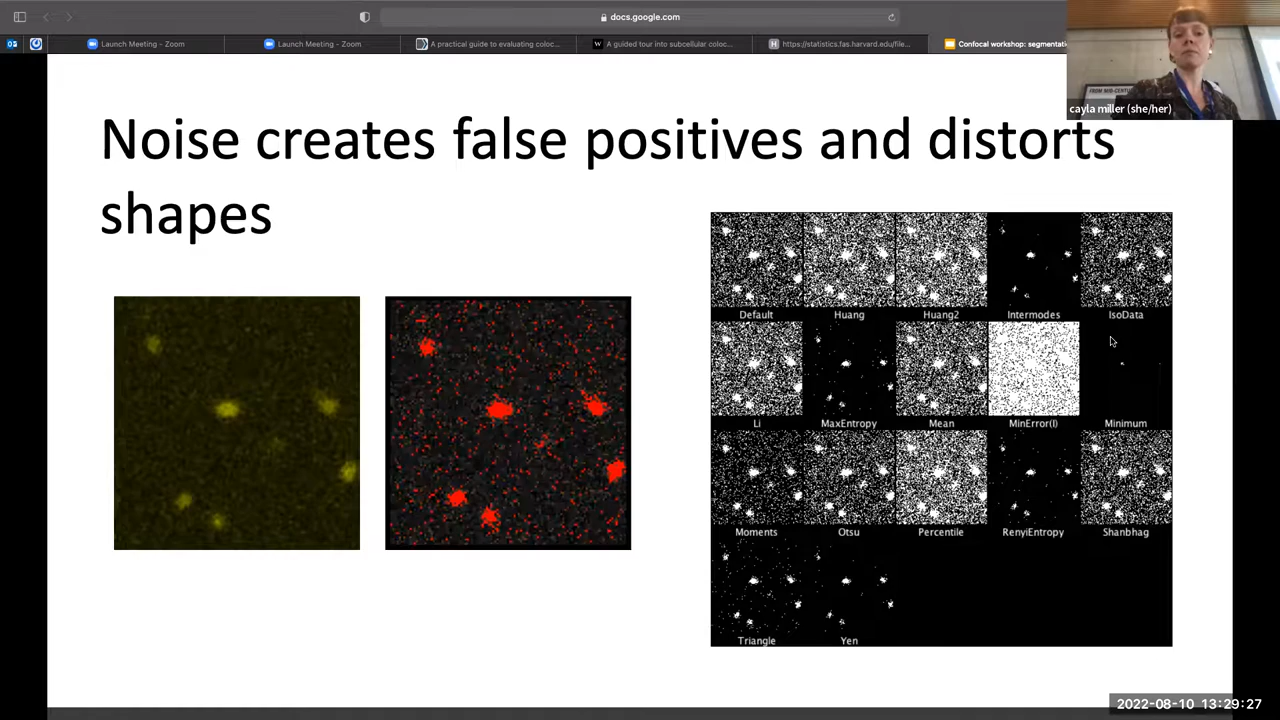 docs.google.com
Launch Meeting - Zoom
Launch Meeting - Zoom
A practical guide to evaluating coloc...
A guided tour into subcellular coloc...
https://statistics.fas.harvard.edu/file...
Confocal workshop: segmentati
FROM MID-CENTU
cayla miller (she/her)
Noise creates false positives and distorts
shapes
Default Huang Huang2 Intermodes IsoData
Li MaxEntropy Mean MinError(I) Minimum
Moments Otsu Percentile RenyiEntropy Shanbhag
Triangle Yen
2022-08-10 13:29:27